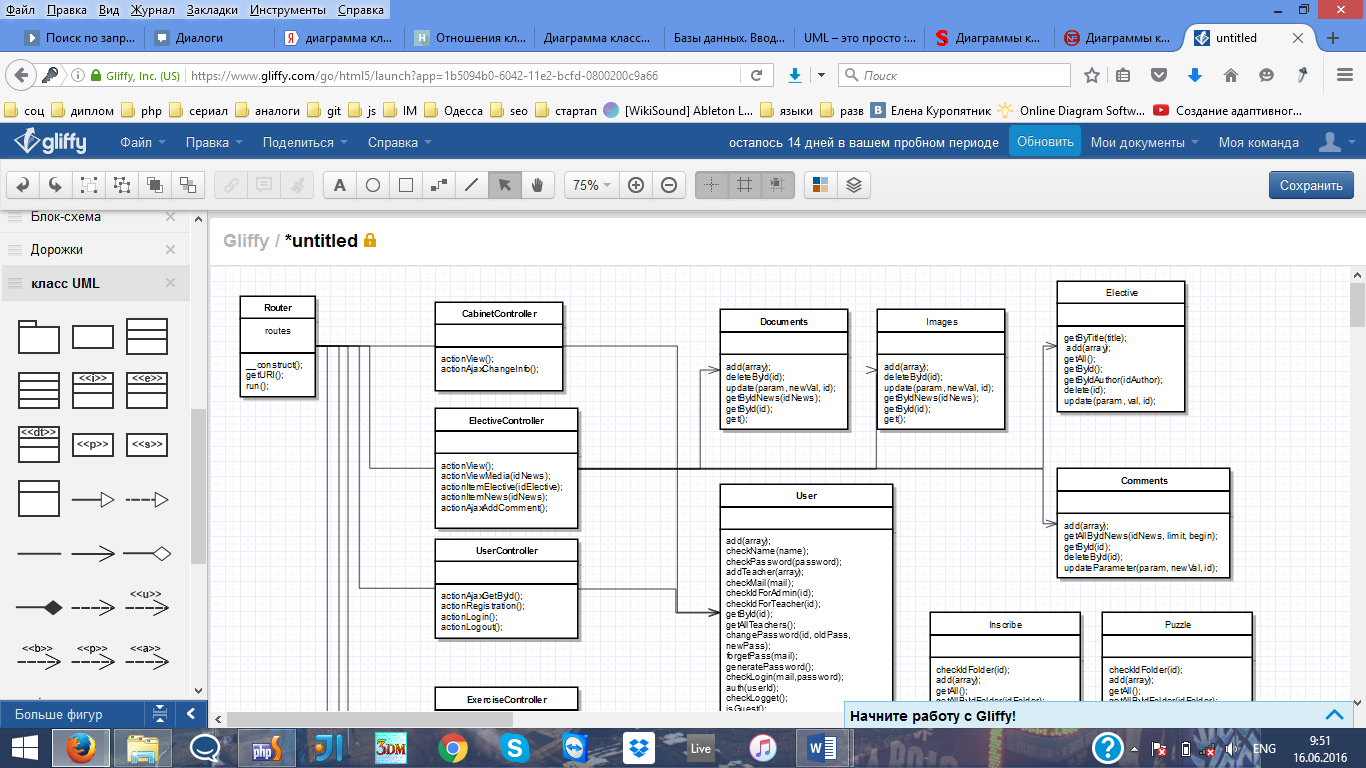 Файл Правка Вид Журнал Закладки Инструменты Справка
Поиск по запр... Диалоги диаграмма кл... Отношения кл... Диаграмма класс... Базы данных. Ввод... UML – это просто :... Диаграммы к... Диаграммы к... untitled
Gliffy, Inc. (US) https://www.gliffy.com/go/html5/launch?app=1b5094b0-6042-11e2-bcfd-0800200c9a66 Поиск
соц диплом php сериал аналоги git js IM Одесса seo стартап [WikiSound] Ableton L... языки разв Елена Куропятник Online Diagram Softw... Создание адаптивног...
gliffy Файл Правка Поделиться Справка осталось 14 дней в вашем пробном периоде Обновить Мои документы Моя команда
A 75% Сохранить
Блок-схема
Дорожки
класс UML
<<i>> <<e>>
<<dt>> <<p>> <<s>>
<<u>>
<<b>> <<p>> <<a>>
Больше фигур
Gliffy / *untitled
Router
routes
__construct();
getURI();
run();
CabinetController
actionView();
actionAjaxChangeInfo();
ElectiveController
actionView();
actionViewMedia(idNews);
actionItemElective(idElective);
actionItemNews(idNews);
actionAjaxAddComment();
UserController
actionAjaxGetById();
actionRegistration();
actionLogin();
actionLogout();
ExerciseController
Documents
add(array);
deleteById(id);
update(param, newVal, id);
getByIdNews(idNews);
getById(id);
get();
Images
add(array);
deleteById(id);
update(param, newVal, id);
getByIdNews(idNews);
getById(id);
get();
Elective
getByTitle(title);
add(array);
getAll();
getById();
getByIdAuthor(idAuthor);
delete(id);
update(param, val, id);
User
add(array);
checkName(name);
checkPassword(password);
addTeacher(array);
checkMail(mail);
checkIdForAdmin(id);
checkIdForTeacher(id);
getById(id);
getAllTeachers();
changePassword(id, oldPass,
newPass);
forgetPass(mail);
generatePassword();
checkLogin(mail,password);
auth(userId);
checkLogget();
isGuest();
Comments
add(array);
getAllByIdNews(idNews, limit, begin);
getById(id);
deleteById(id);
updateParameter(param, newVal, id);
Inscribe
checkIdFolder(id);
add(array);
getAll();
getAllByIdFolder(idFolder);
Puzzle
checkIdFolder(id);
add(array);
getAll();
getAllByIdFolder(idFolder);
Начните работу с Gliffy!
phpS 3DM Live ENG 9:51
16.06.2016